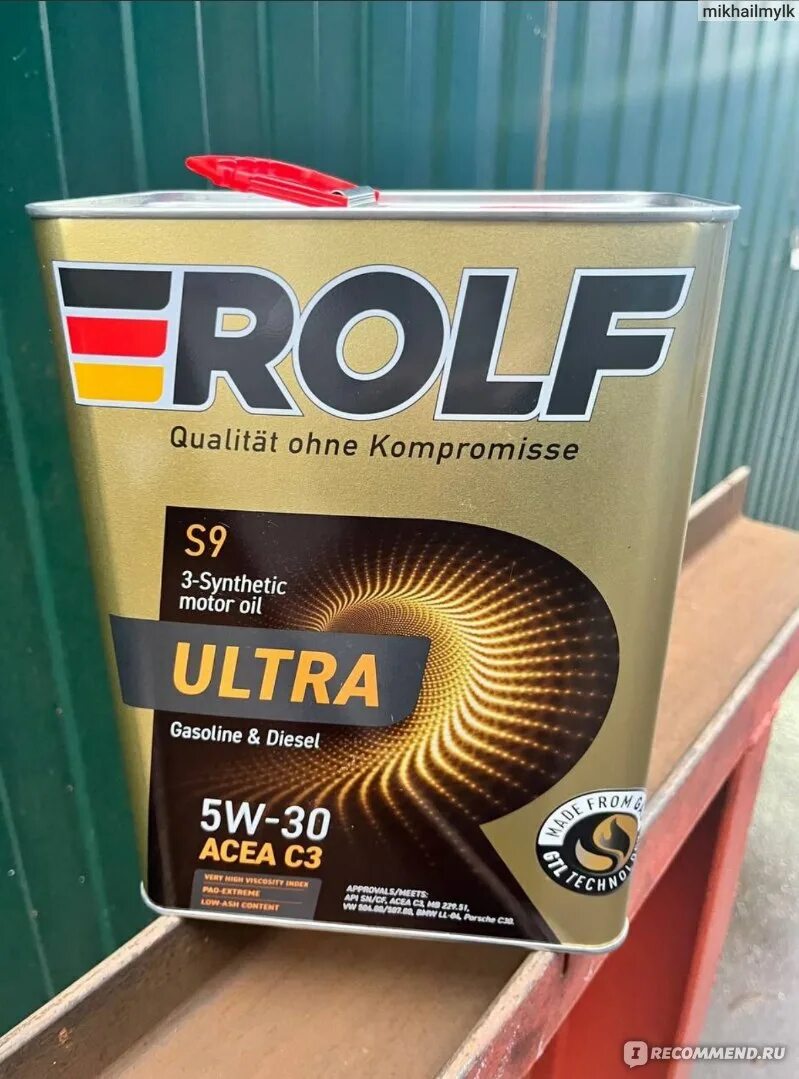 mikhailmylk
ROLF
Qualität ohne Kompromisse
S9
3-Synthetic
motor oil
ULTRA
Gasoline & Diesel
5W-30
ACEA C3
VERY HIGH VISCOSITY INDEX
PAO-EXTREME
LOW-ASH CONTENT
APPROVALS/MEETS:
API SN/CF, ACEA C3, MB 229.51,
VW 504.00/507.00, BMW LL-04, Porsche C30.
MADE FROM
GTL TECHNOLO
IRECOMMEND.RU